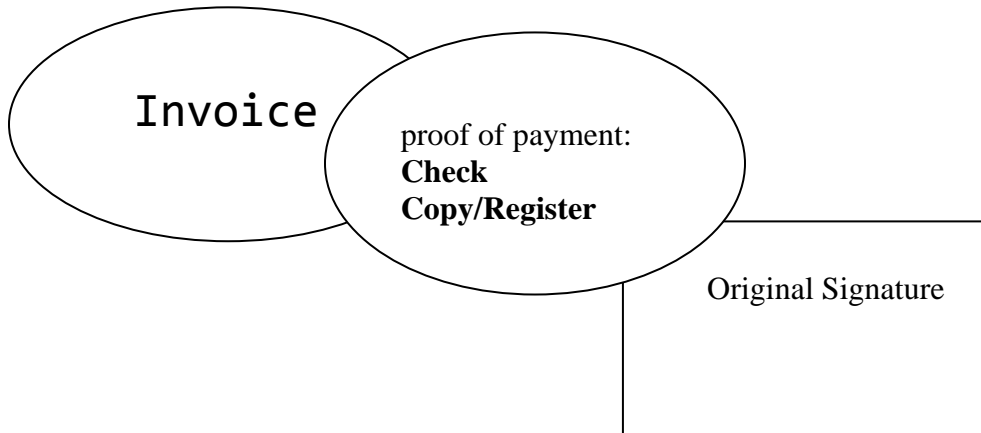 Invoice
proof of payment:
Check
Copy/Register
Original Signature